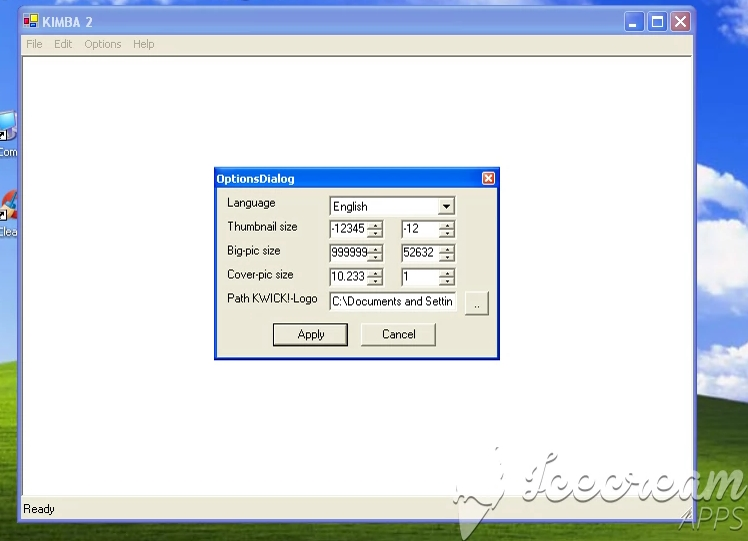 KIMBA 2
File Edit Options Help
OptionsDialog
Language English
Thumbnail size -12345 -12
Big-pic size 999999 52632
Cover-pic size 10.233 1
Path KWICK!-Logo C:\Documents and Settin ..
Apply Cancel
Com
Clea
Ready
Icecream
APPS